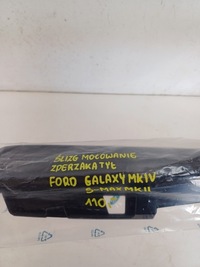 ŚLIZG MOCOWANIE
ZDERZAKA TYŁ
FORD GALAXY MKIV
S-MAX MKII
110